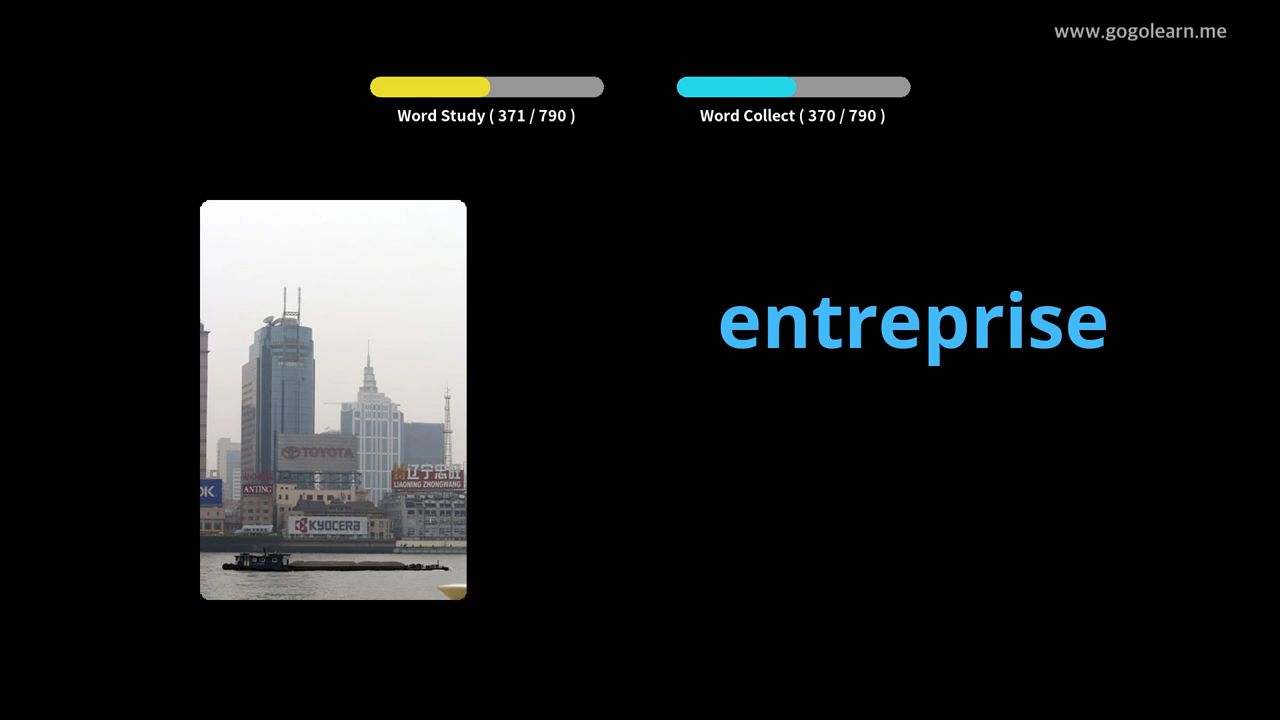 www.gogolearn.me
Word Study ( 371 / 790 )
Word Collect ( 370 / 790 )
entreprise
TOYOTA
辽宁忠旺
LIAONING ZHONGWANG
OK
ANTING
KYOCERA